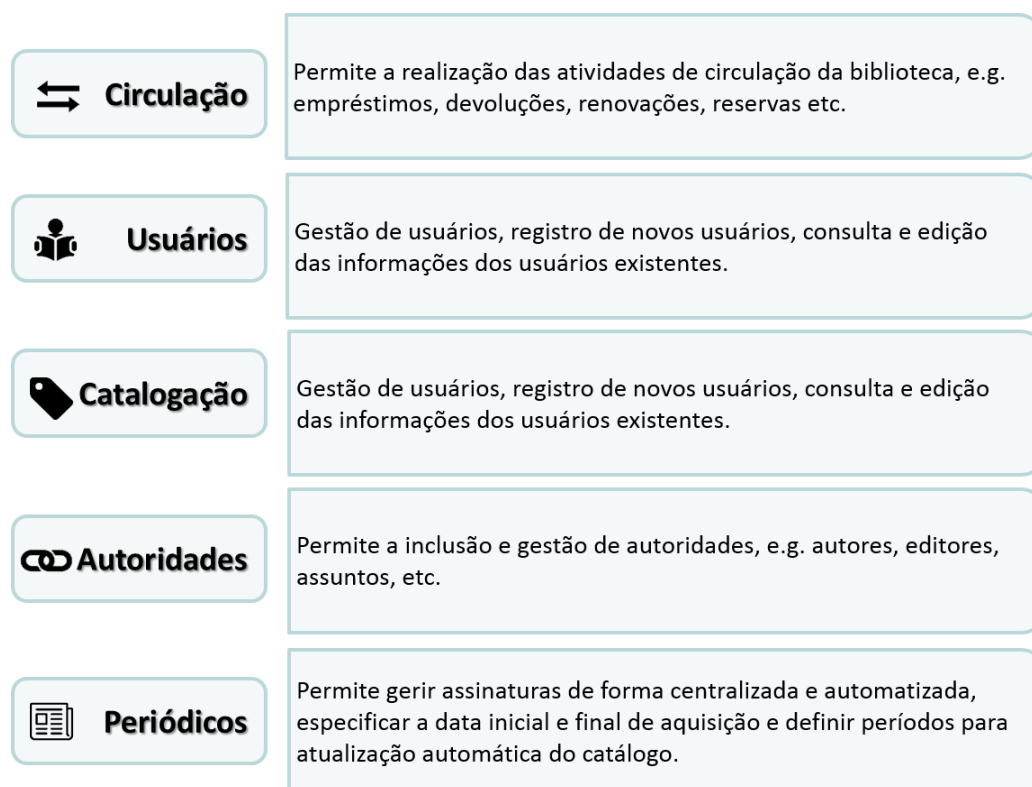 Circulação
Permite a realização das atividades de circulação da biblioteca, e.g.
empréstimos, devoluções, renovações, reservas etc.
Usuários
Gestão de usuários, registro de novos usuários, consulta e edição
das informações dos usuários existentes.
Catalogação
Gestão de usuários, registro de novos usuários, consulta e edição
das informações dos usuários existentes.
Autoridades
Permite a inclusão e gestão de autoridades, e.g. autores, editores,
assuntos, etc.
Periódicos
Permite gerir assinaturas de forma centralizada e automatizada,
especificar a data inicial e final de aquisição e definir períodos para
atualização automática do catálogo.